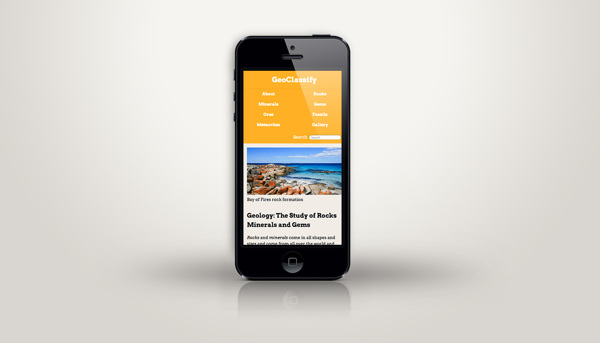 GeoClassify
About Rocks
Minerals Gems
Ores Fossils
Meteorites Gallery
Search
Bay of Fires rock formation
Geology: The Study of Rocks
Minerals and Gems
Rocks and minerals come in all shapes and
sizes and come from all over the world and